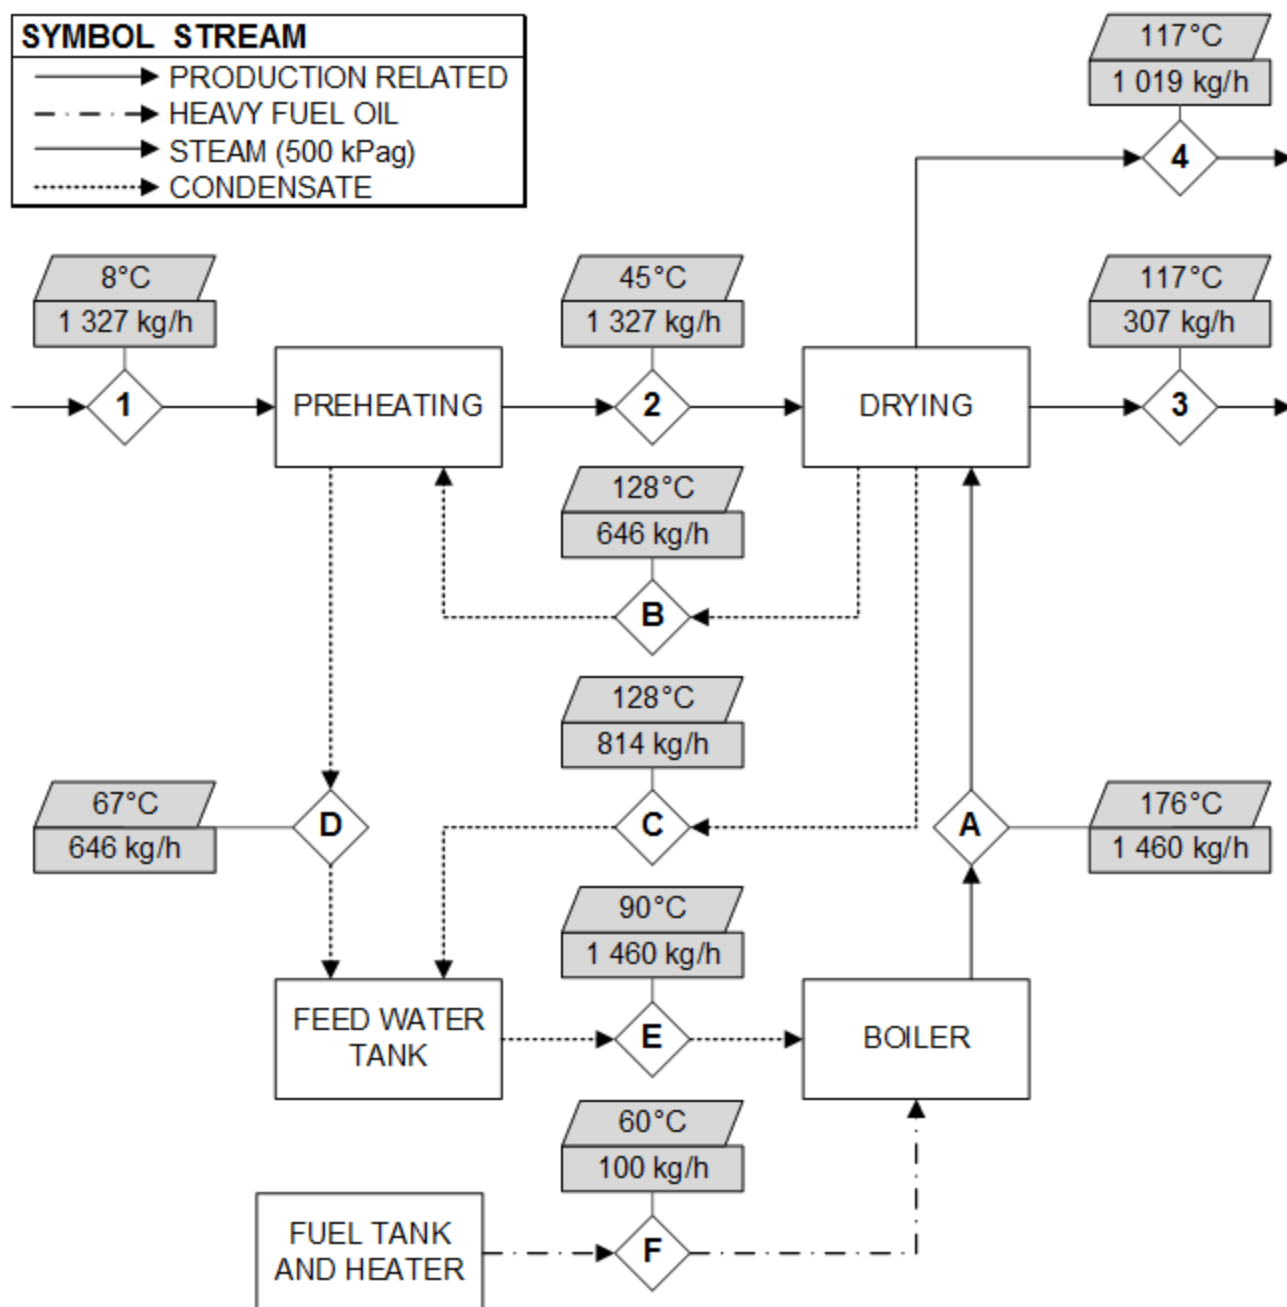 SYMBOL STREAM
PRODUCTION RELATED
HEAVY FUEL OIL
STEAM (500 kPag)
CONDENSATE
117°C
1 019 kg/h
4
8°C
1 327 kg/h
1
PREHEATING
45°C
1 327 kg/h
2
DRYING
117°C
307 kg/h
3
128°C
646 kg/h
B
128°C
814 kg/h
C
67°C
646 kg/h
D
176°C
1 460 kg/h
A
FEED WATER
TANK
90°C
1 460 kg/h
E
BOILER
60°C
100 kg/h
F
FUEL TANK
AND HEATER